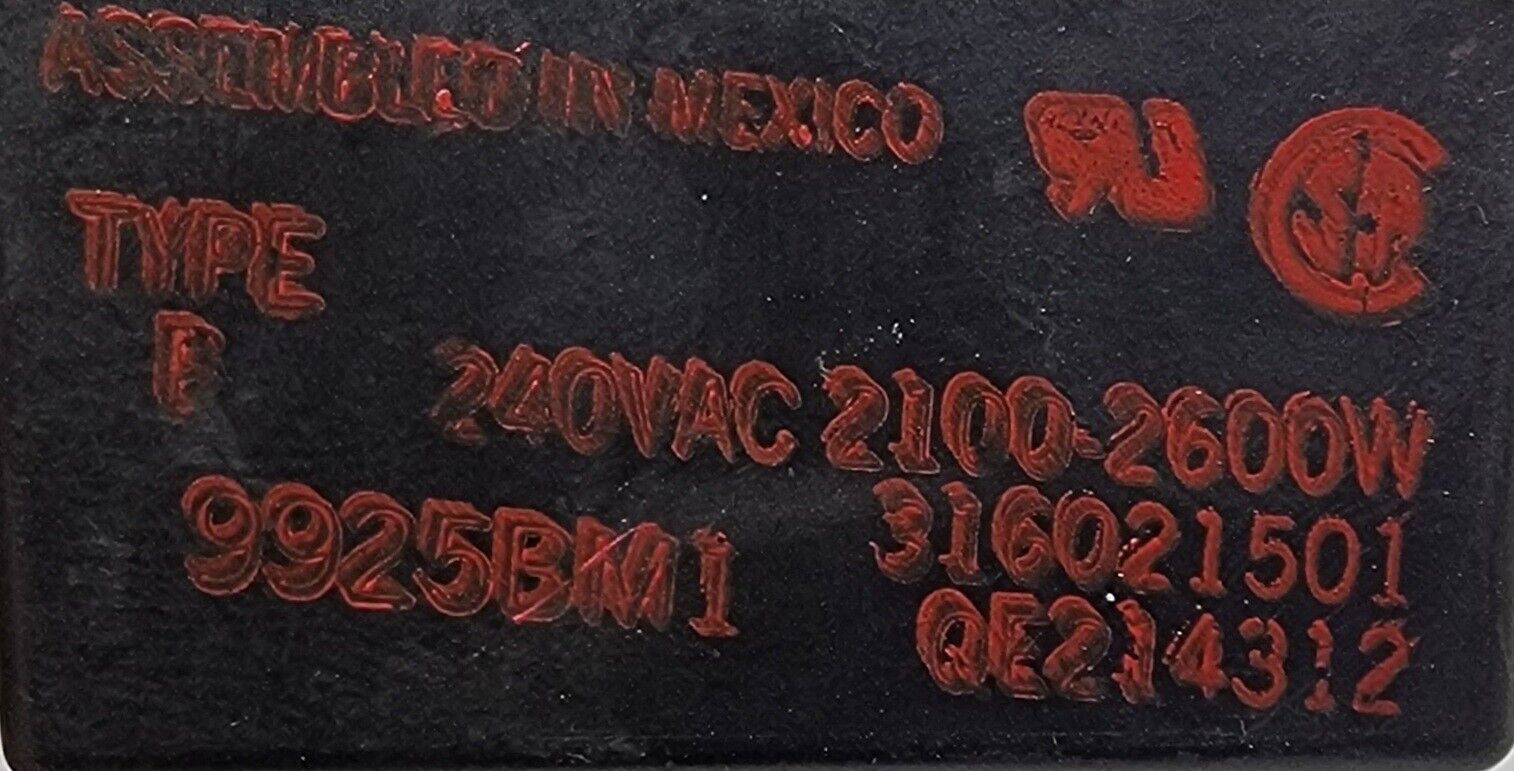 ASSEMBLED IN MEXICO
TYPE
B
240VAC 2100-2600W
9925BM1
316021501
QE214312